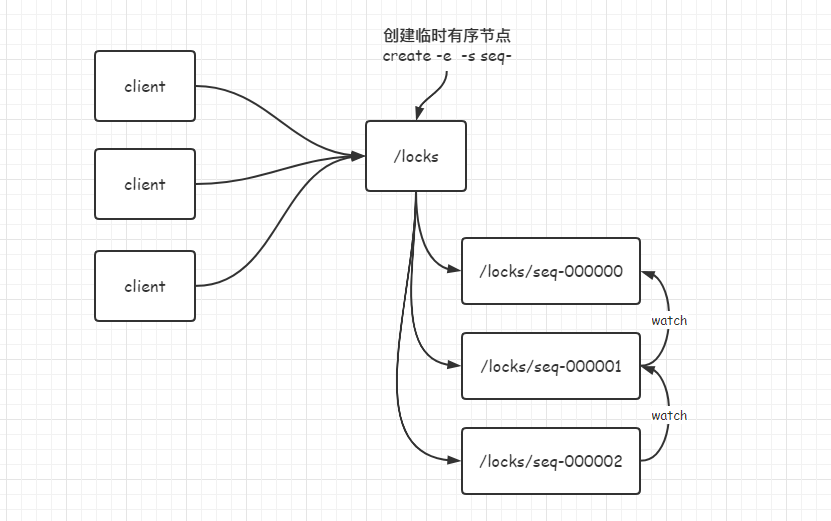 创建临时有序节点
create -e -s seq-
client
client
client
/locks
/locks/seq-000000
watch
/locks/seq-000001
watch
/locks/seq-000002